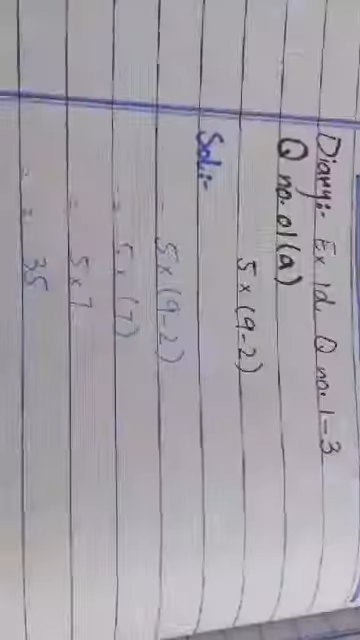 Diary:- Ex 1d Q no. 1-3
Q no. 01(a)
5 × (9-2)
Sol:-
5 × (9-2)
= 5 × (7)
= 5 × 7
= 35